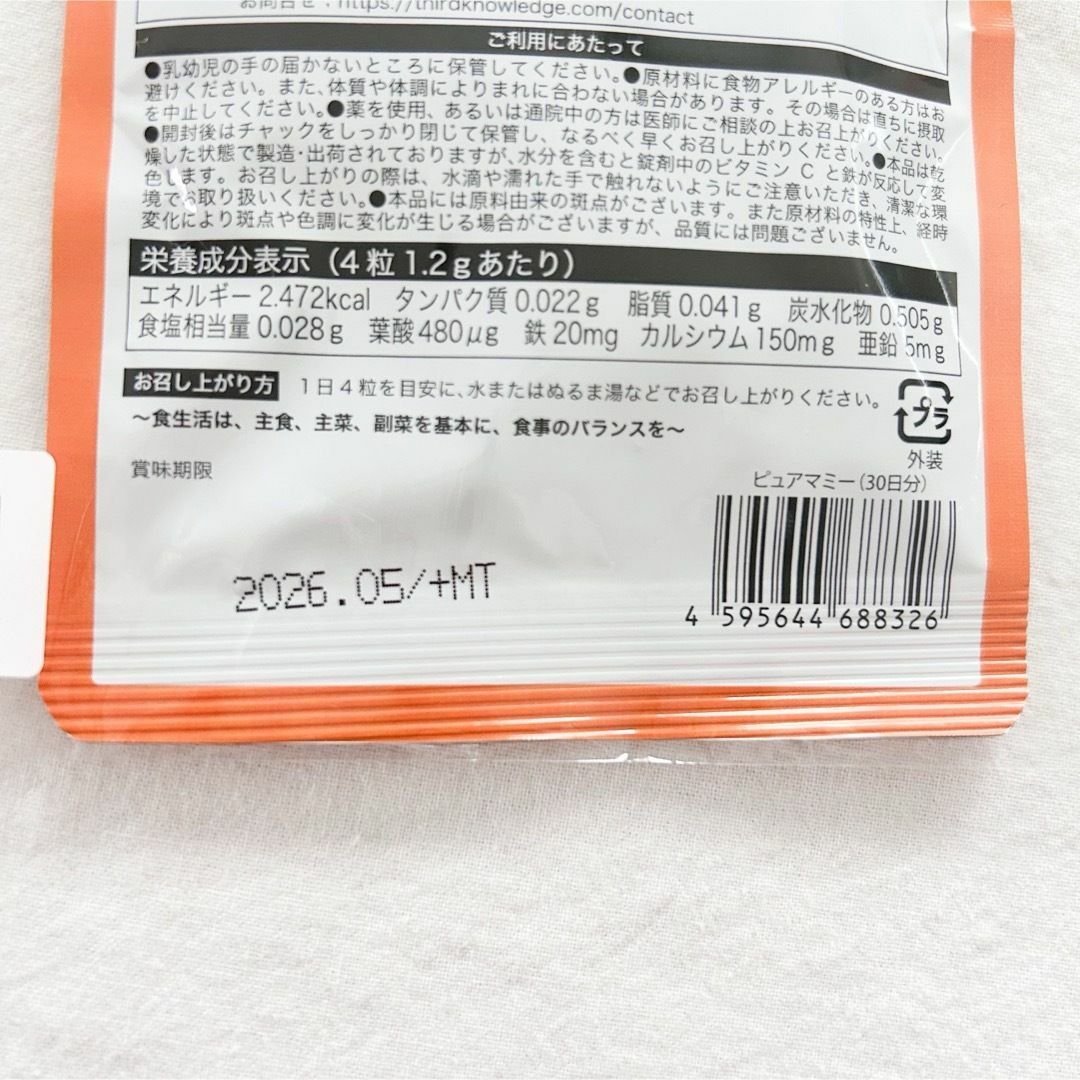 お問合せ：https://thirdknowledge.com/contact
ご利用にあたって
●乳幼児の手の届かないところに保管してください。●原材料に食物アレルギーのある方はお
避けください。また、体質や体調によりまれに合わない場合があります。その場合は直ちに摂取
を中止してください。●薬を使用、あるいは通院中の方は医師にご相談の上お召上がりください。
●開封後はチャックをしっかり閉じて保管し、なるべく早くお召し上がりください。●本品は乾
燥した状態で製造・出荷されておりますが、水分を含むと錠剤中のビタミン C と鉄が反応して変
色します。お召し上がりの際は、水滴や濡れた手で触れないようにご注意いただき、清潔な環
境でお取り扱いください。●本品には原料由来の斑点がございます。また原材料の特性上、経時
変化により斑点や色調に変化が生じる場合がございますが、品質には問題ございません。
栄養成分表示（4 粒 1.2g あたり）
エネルギー 2.472kcal タンパク質 0.022g 脂質 0.041g 炭水化物 0.505g
食塩相当量 0.028g 葉酸 480μg 鉄 20mg カルシウム 150mg 亜鉛 5mg
お召し上がり方 1日4粒を目安に、水またはぬるま湯などでお召し上がりください。
～食生活は、主食、主菜、副菜を基本に、食事のバランスを～
プラ
外装
賞味期限
ピュアマミー（30日分）
2026.05/+MT
4 595644 688326